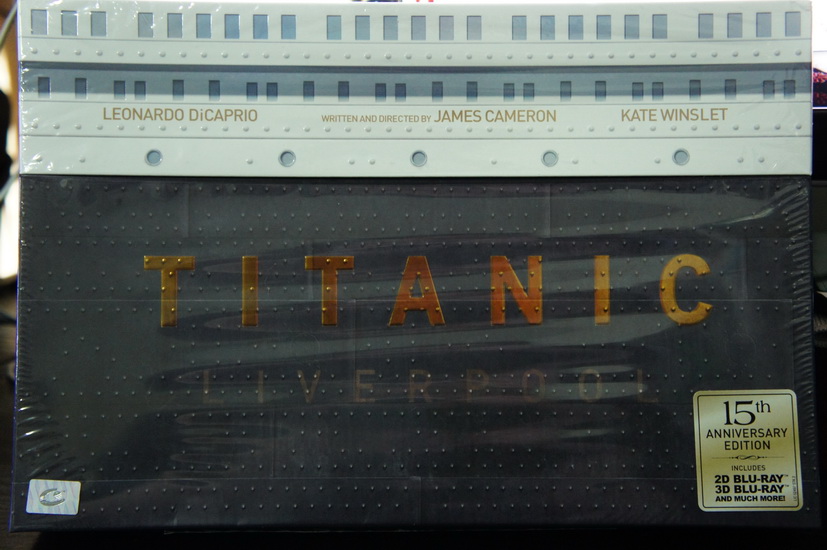 LEONARDO DiCAPRIO
WRITTEN AND DIRECTED BY JAMES CAMERON
KATE WINSLET
TITANIC
LIVERPOOL
15th
ANNIVERSARY
EDITION
INCLUDES
2D BLU-RAY
3D BLU-RAY
AND MUCH MORE!